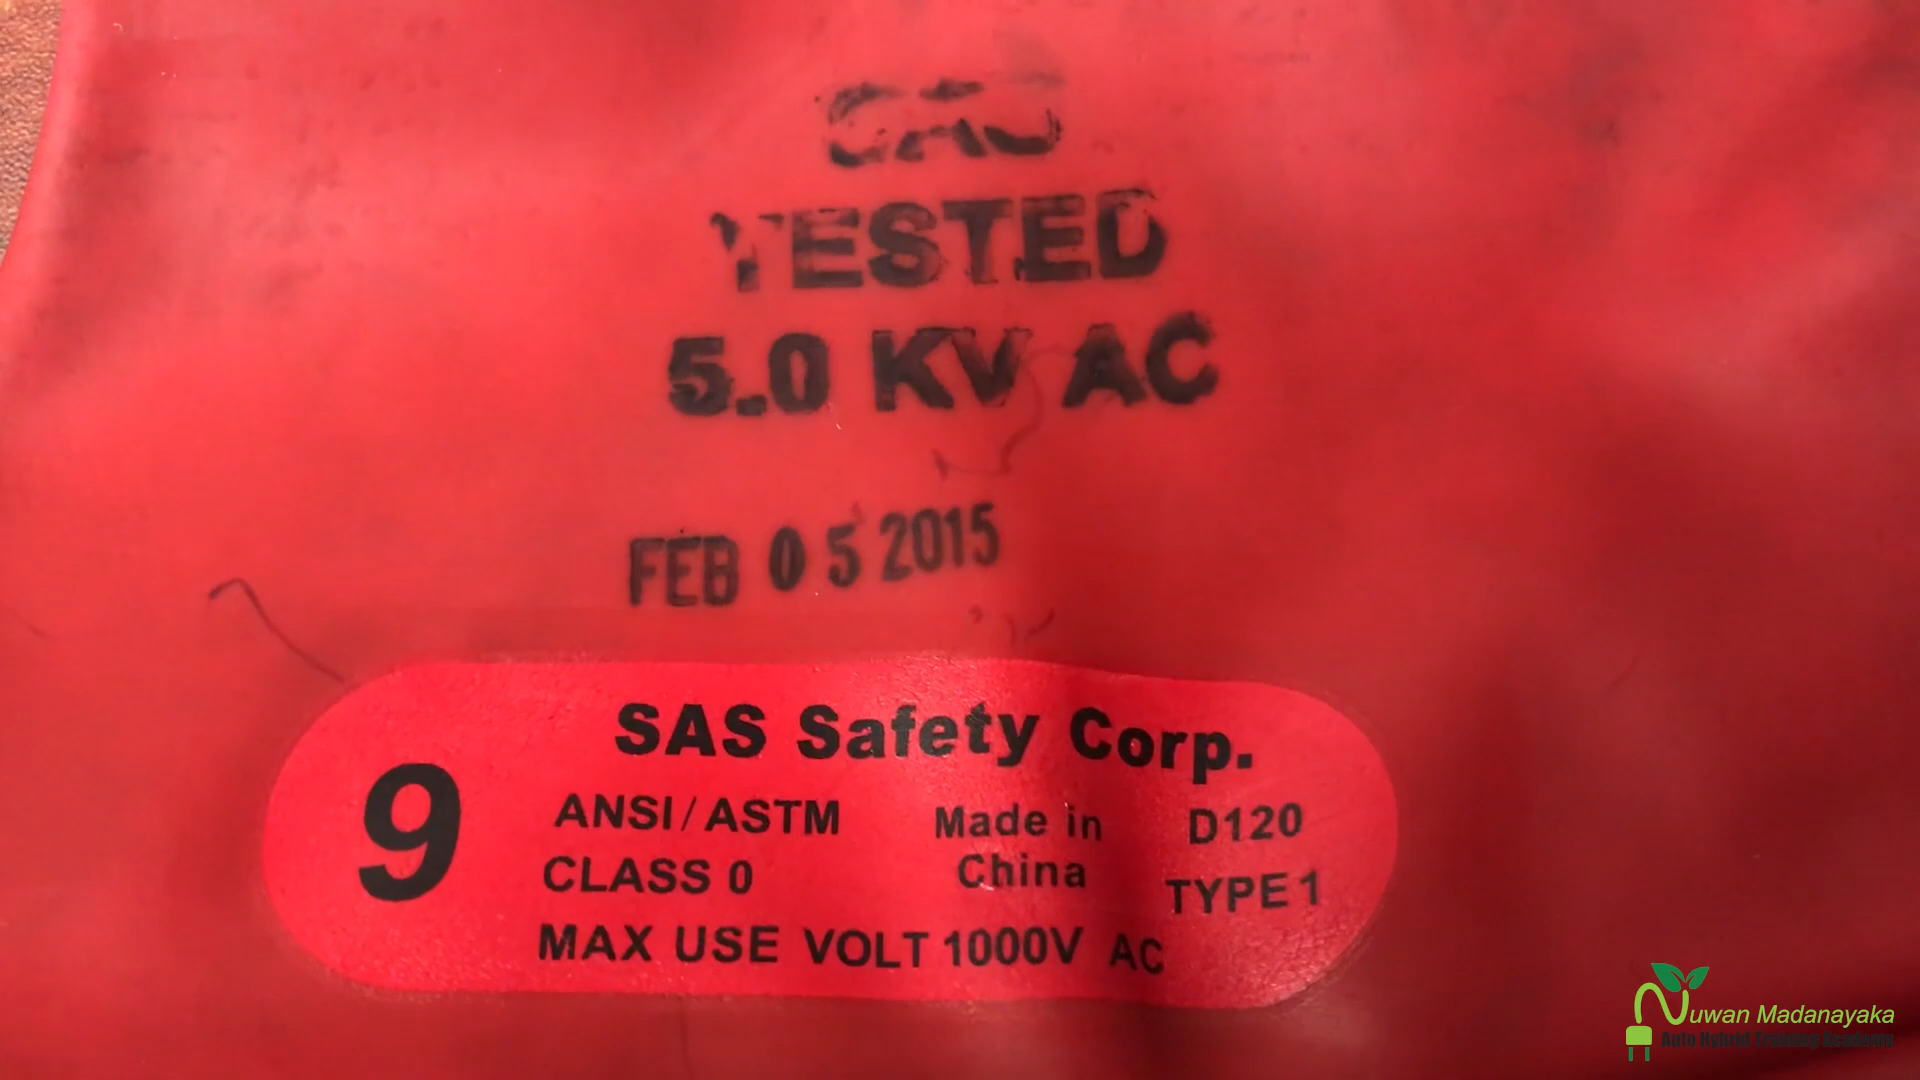 SAS
TESTED
5.0 KV AC
FEB 05 2015
SAS Safety Corp.
9
ANSI/ASTM
CLASS 0
Made in
China
D120
TYPE 1
MAX USE VOLT 1000V AC
Nuwan Madanayaka
Auto Hybrid Training Academy